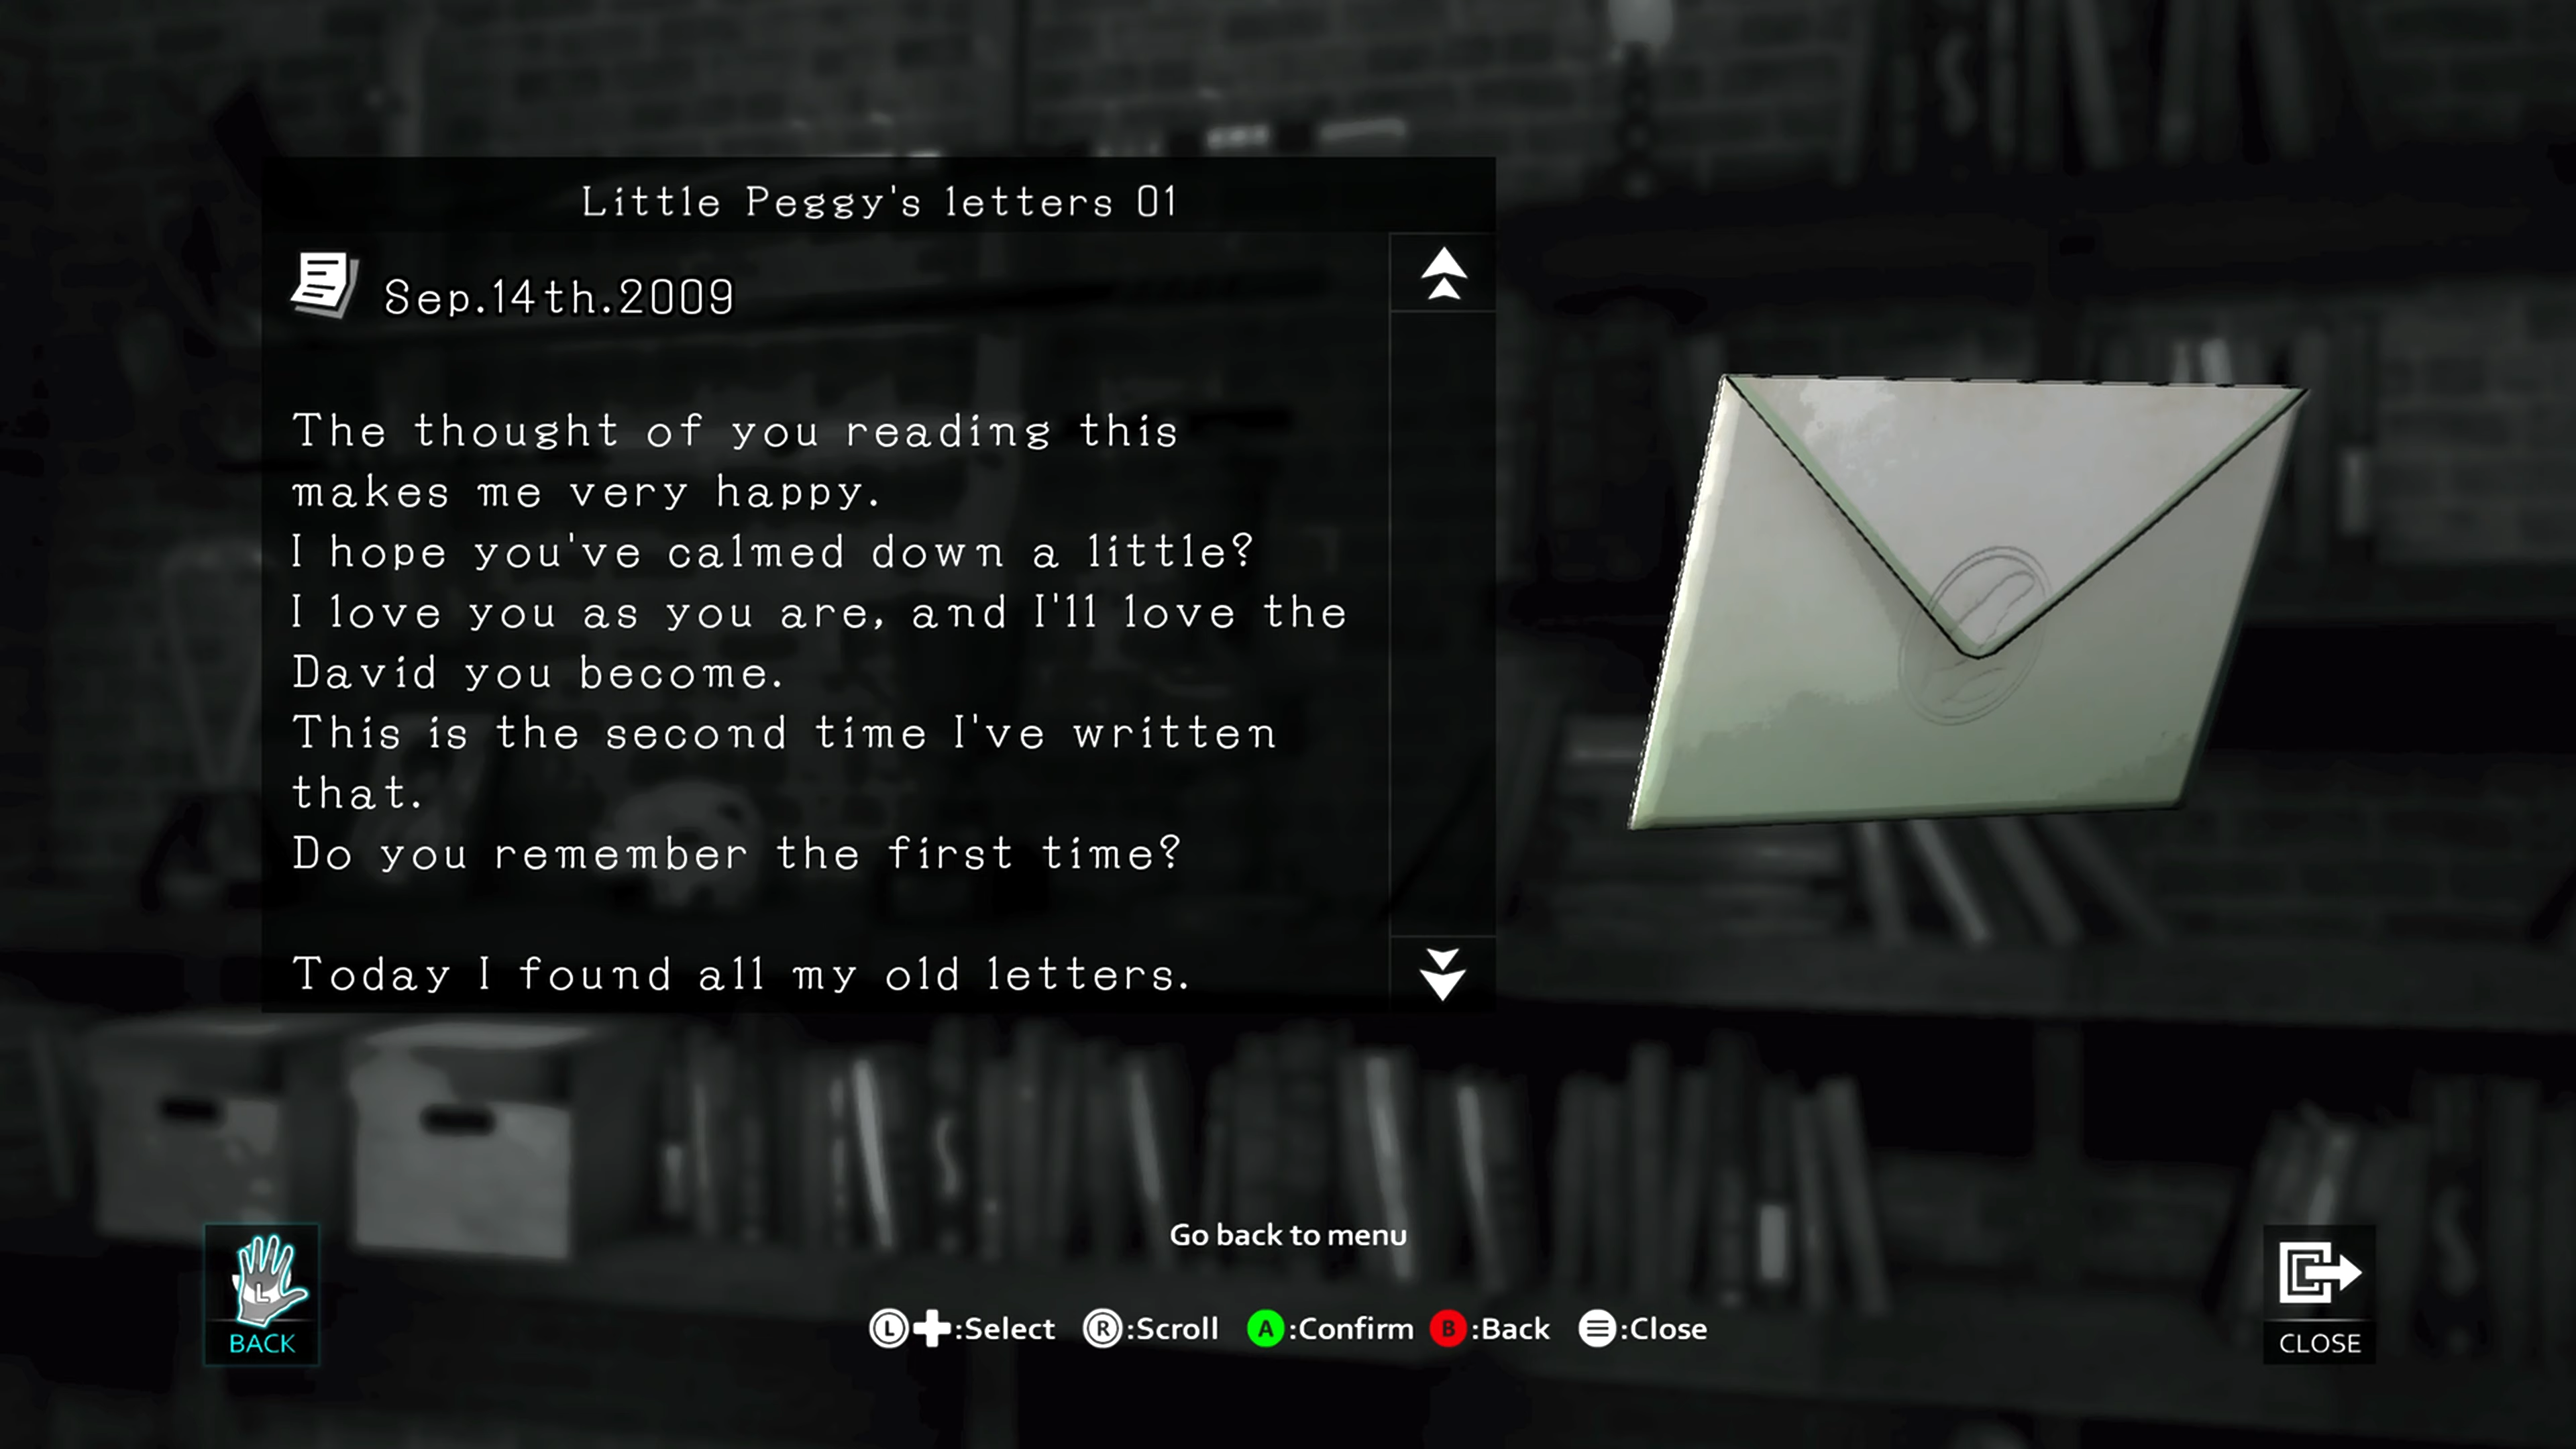 Little Peggy's letters 01
Sep.14th.2009
The thought of you reading this
makes me very happy.
I hope you've calmed down a little?
I love you as you are, and I'll love the
David you become.
This is the second time I've written
that.
Do you remember the first time?
Today I found all my old letters.
Go back to menu
L
BACK
L:Select R:Scroll A:Confirm B:Back :Close
CLOSE